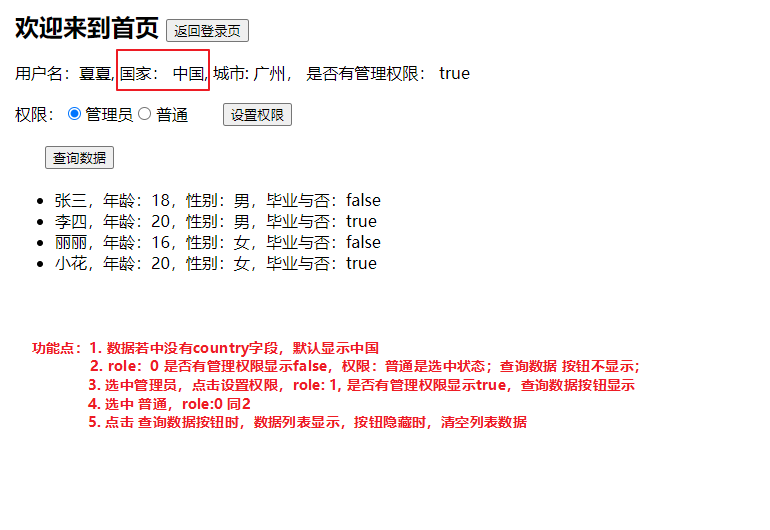 欢迎来到首页 返回登录页
用户名：夏夏, 国家： 中国, 城市: 广州， 是否有管理权限： true
权限： 管理员 普通 设置权限
查询数据
张三，年龄：18，性别：男，毕业与否：false
李四，年龄：20，性别：男，毕业与否：true
丽丽，年龄：16，性别：女，毕业与否：false
小花，年龄：20，性别：女，毕业与否：true
功能点：1. 数据若中没有country字段，默认显示中国
2. role：0 是否有管理权限显示false，权限：普通是选中状态；查询数据 按钮不显示；
3. 选中管理员，点击设置权限，role: 1, 是否有管理权限显示true，查询数据按钮显示
4. 选中 普通，role:0 同2
5. 点击 查询数据按钮时，数据列表显示，按钮隐藏时，清空列表数据